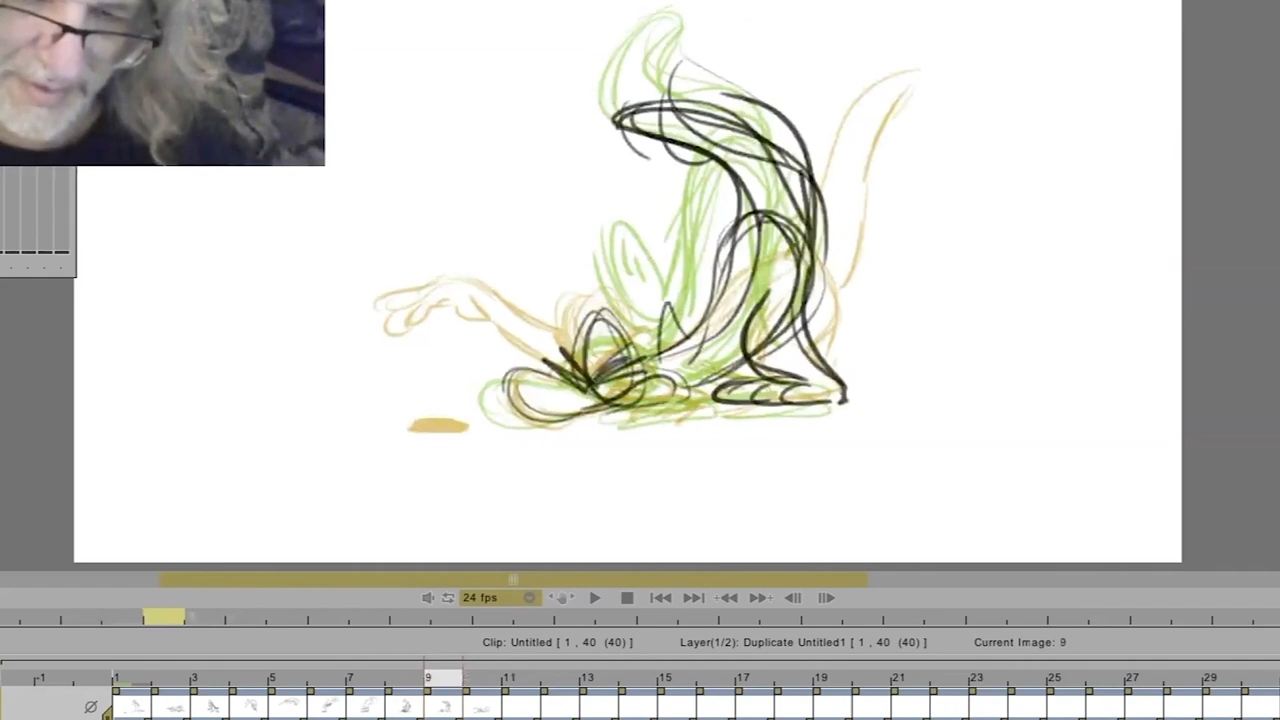 24 fps
Clip: Untitled [ 1 , 40 (40) ] Layer(1/2): Duplicate Untitled1 [ 1 , 40 (40) ] Current Image: 9
-1 1 3 5 7 9 11 13 15 17 19 21 23 25 27 29